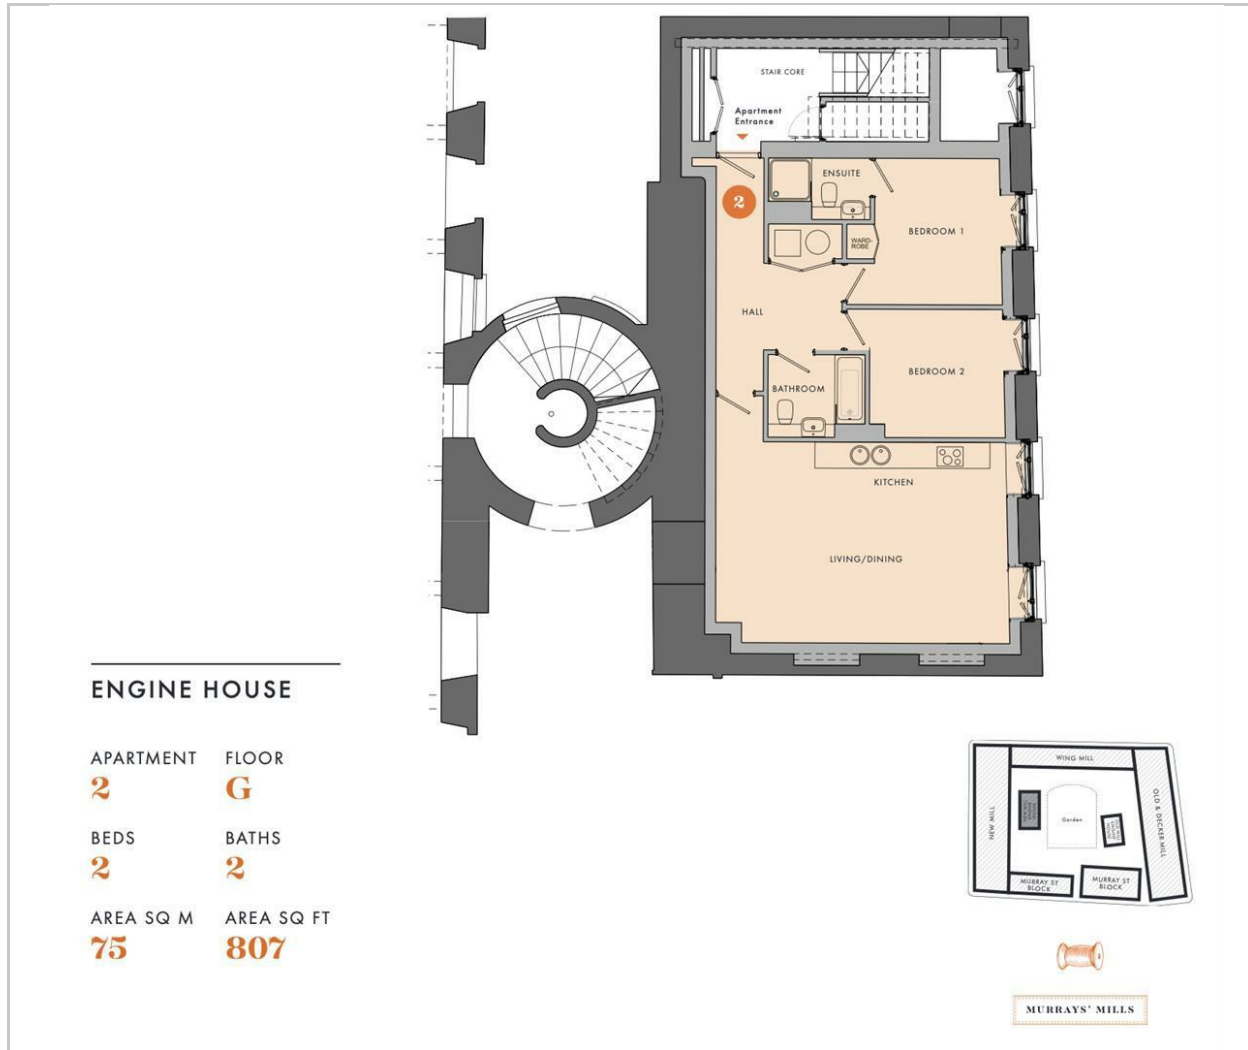 STAIR CORE
Apartment
Entrance
2
ENSUITE
WARD-
ROBE
BEDROOM 1
HALL
BEDROOM 2
BATHROOM
KITCHEN
LIVING/DINING
ENGINE HOUSE
APARTMENT FLOOR
2 G
BEDS BATHS
2 2
AREA SQ M AREA SQ FT
75 807
WING MILL
NEW MILL
Garden
OLD & DECKER MILL
MURRAY ST
BLOCK
MURRAY ST
BLOCK
MURRAYS' MILLS